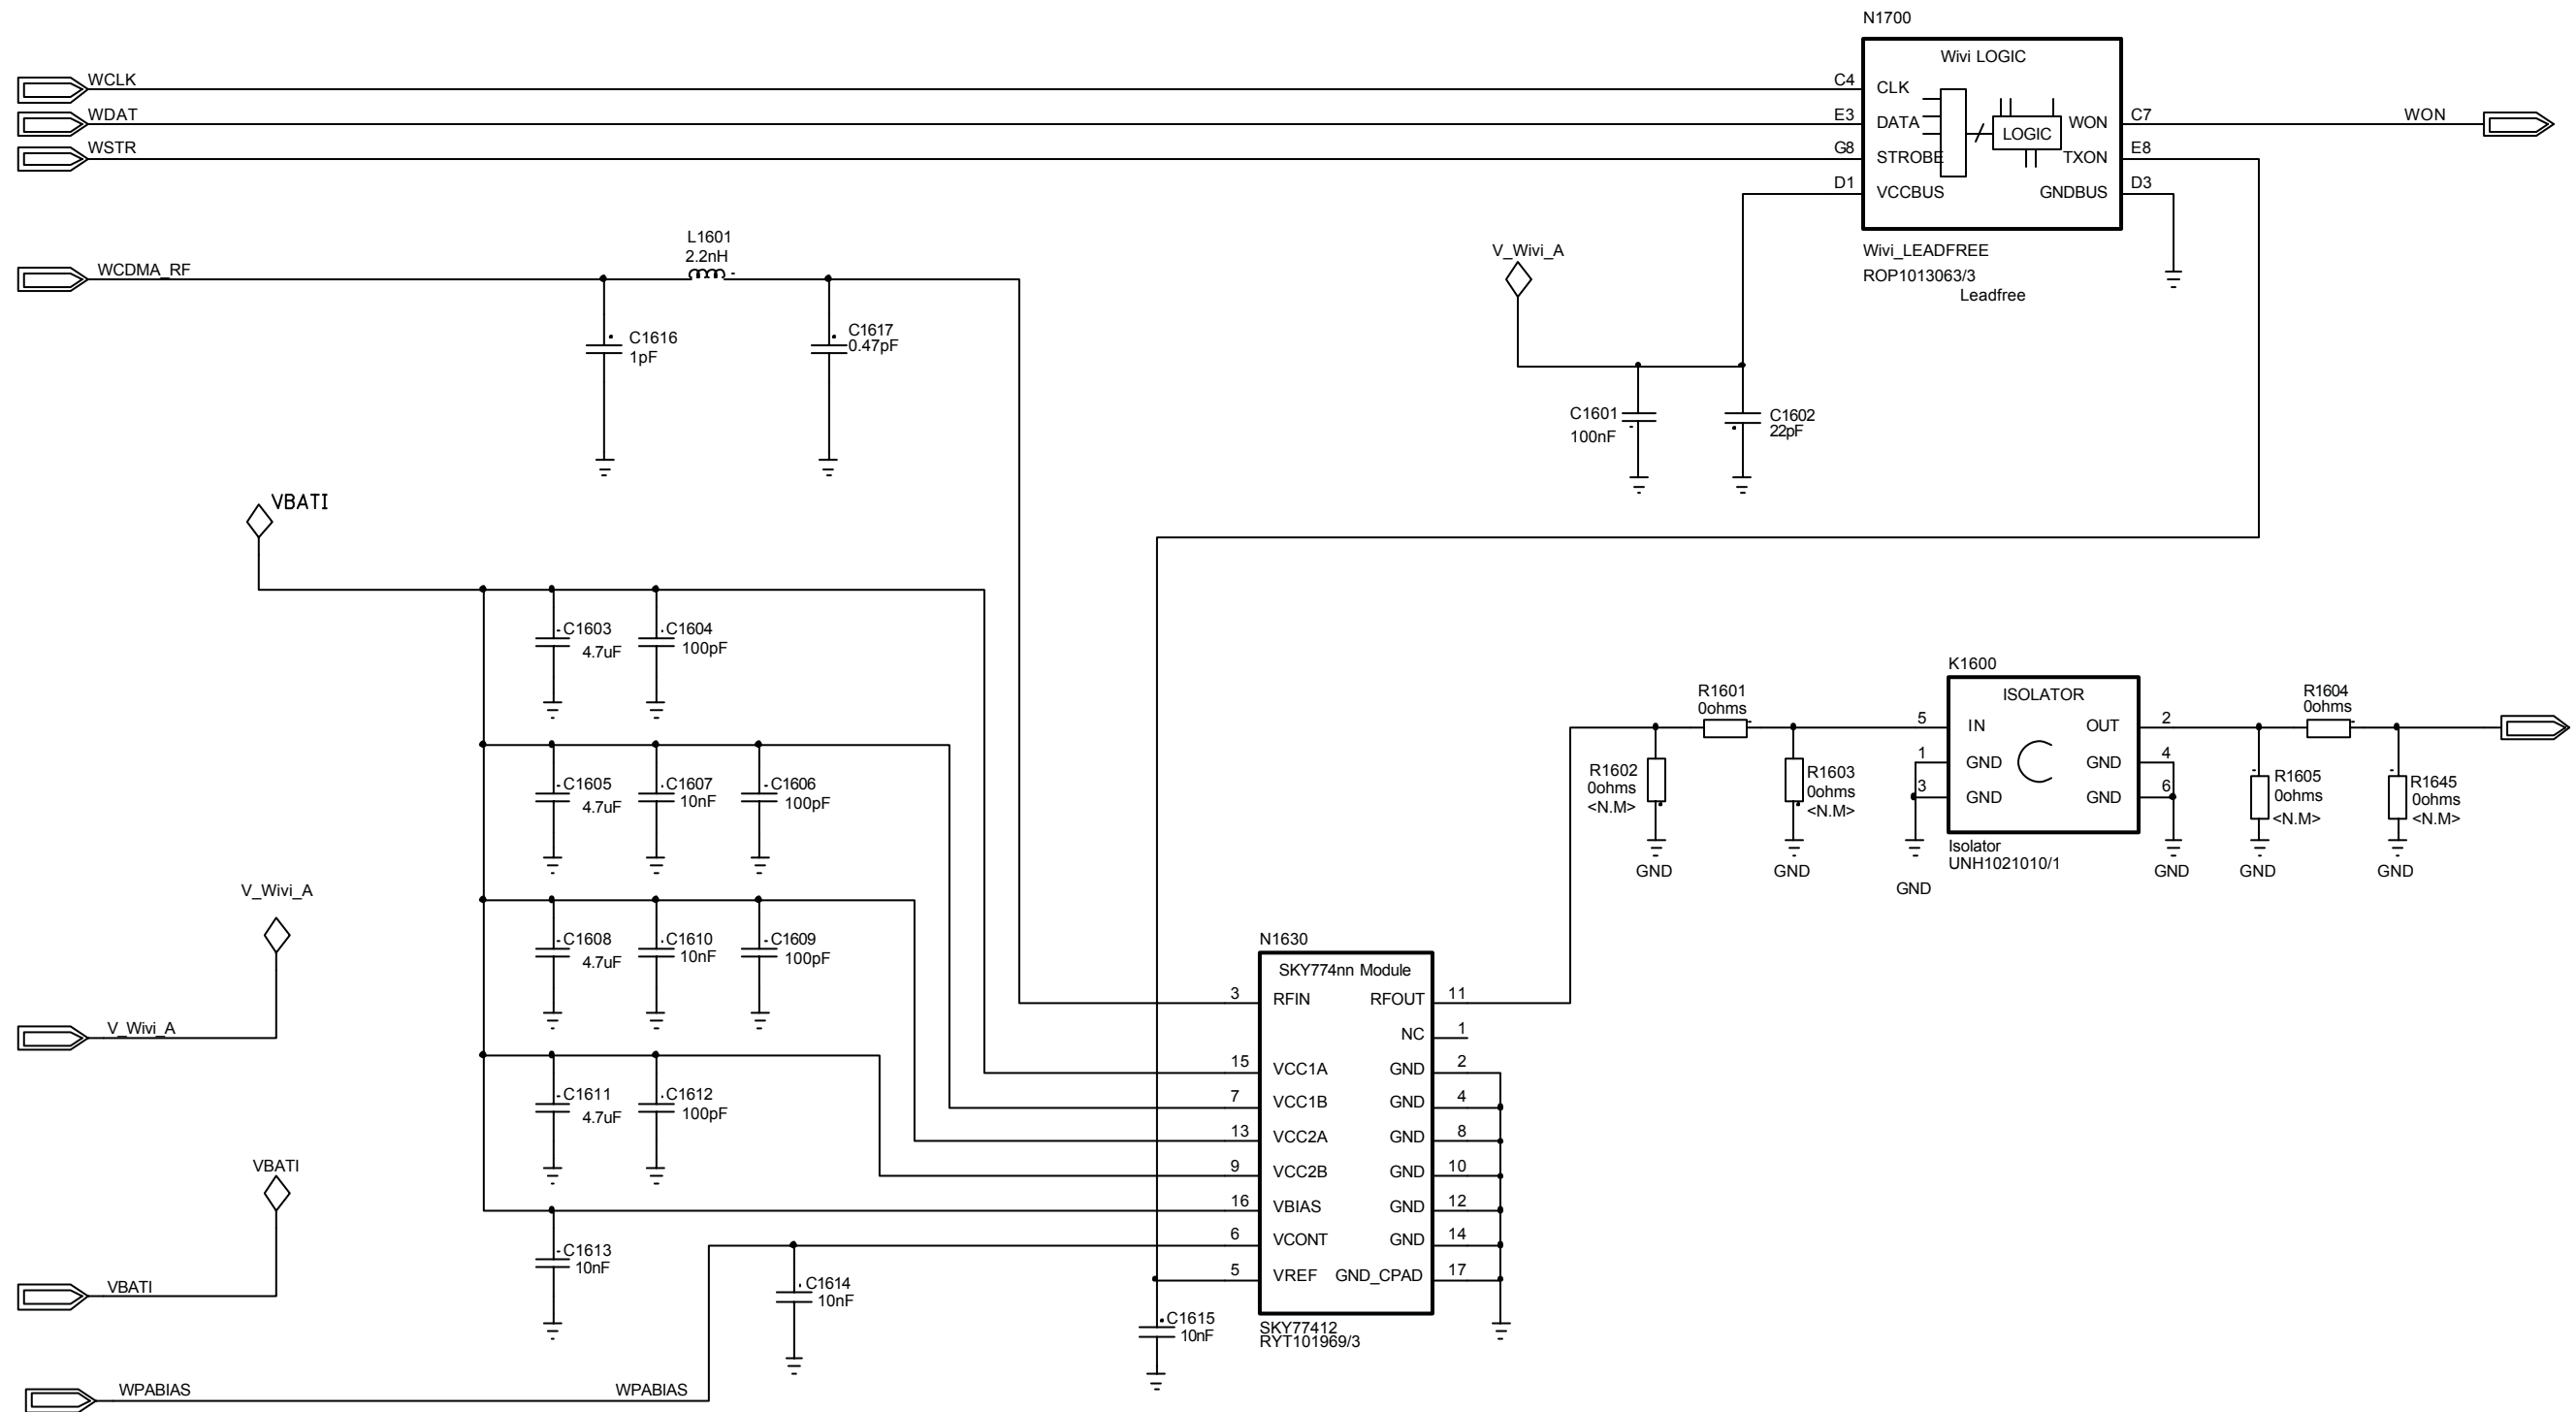 N1700
Wivi LOGIC
WCLK
C4
CLK
WDAT
E3
DATA
LOGIC
WON
C7
WON
WSTR
G8
STROBE
TXON
E8
D1
VCCBUS
GNDBUS
D3
Wivi_LEADFREE
ROP1013063/3
Leadfree
L1601
2.2nH
WCDMA_RF
V_Wivi_A
C1616
1pF
C1617
0.47pF
C1601
100nF
C1602
22pF
VBATI
C1603
4.7uF
C1604
100pF
C1605
4.7uF
C1607
10nF
C1606
100pF
C1608
4.7uF
C1610
10nF
C1609
100pF
C1611
4.7uF
C1612
100pF
C1613
10nF
C1614
10nF
C1615
10nF
V_Wivi_A
V_Wivi_A
VBATI
VBATI
WPABIAS
WPABIAS
R1601
0ohms
R1602
0ohms
<N.M>
GND
R1603
0ohms
<N.M>
GND
K1600
ISOLATOR
5
IN
OUT
2
1
GND
GND
4
3
GND
GND
6
Isolator
UNH1021010/1
GND
GND
R1604
0ohms
R1605
0ohms
<N.M>
GND
R1645
0ohms
<N.M>
GND
N1630
SKY774nn Module
3
RFIN
RFOUT
11
NC
1
15
VCC1A
GND
2
7
VCC1B
GND
4
13
VCC2A
GND
8
9
VCC2B
GND
10
16
VBIAS
GND
12
6
VCONT
GND
14
5
VREF
GND_CPAD
17
SKY77412
RYT101969/3